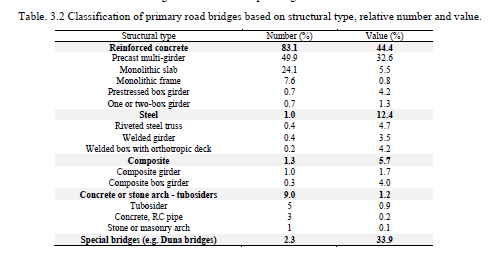 Table. 3.2 Classification of primary road bridges based on structural type, relative number and value.
Structural type Number (%) Value (%)
Reinforced concrete 83.1 44.4
Precast multi-girder 49.9 32.6
Monolithic slab 24.1 5.5
Monolithic frame 7.6 0.8
Prestressed box girder 0.7 4.2
One or two-box girder 0.7 1.3
Steel 1.0 12.4
Riveted steel truss 0.4 4.7
Welded girder 0.4 3.5
Welded box with orthotropic deck 0.2 4.2
Composite 1.3 5.7
Composite girder 1.0 1.7
Composite box girder 0.3 4.0
Concrete or stone arch - tubosiders 9.0 1.2
Tubosider 5 0.9
Concrete, RC pipe 3 0.2
Stone or masonry arch 1 0.1
Special bridges (e.g. Duna bridges) 2.3 33.9